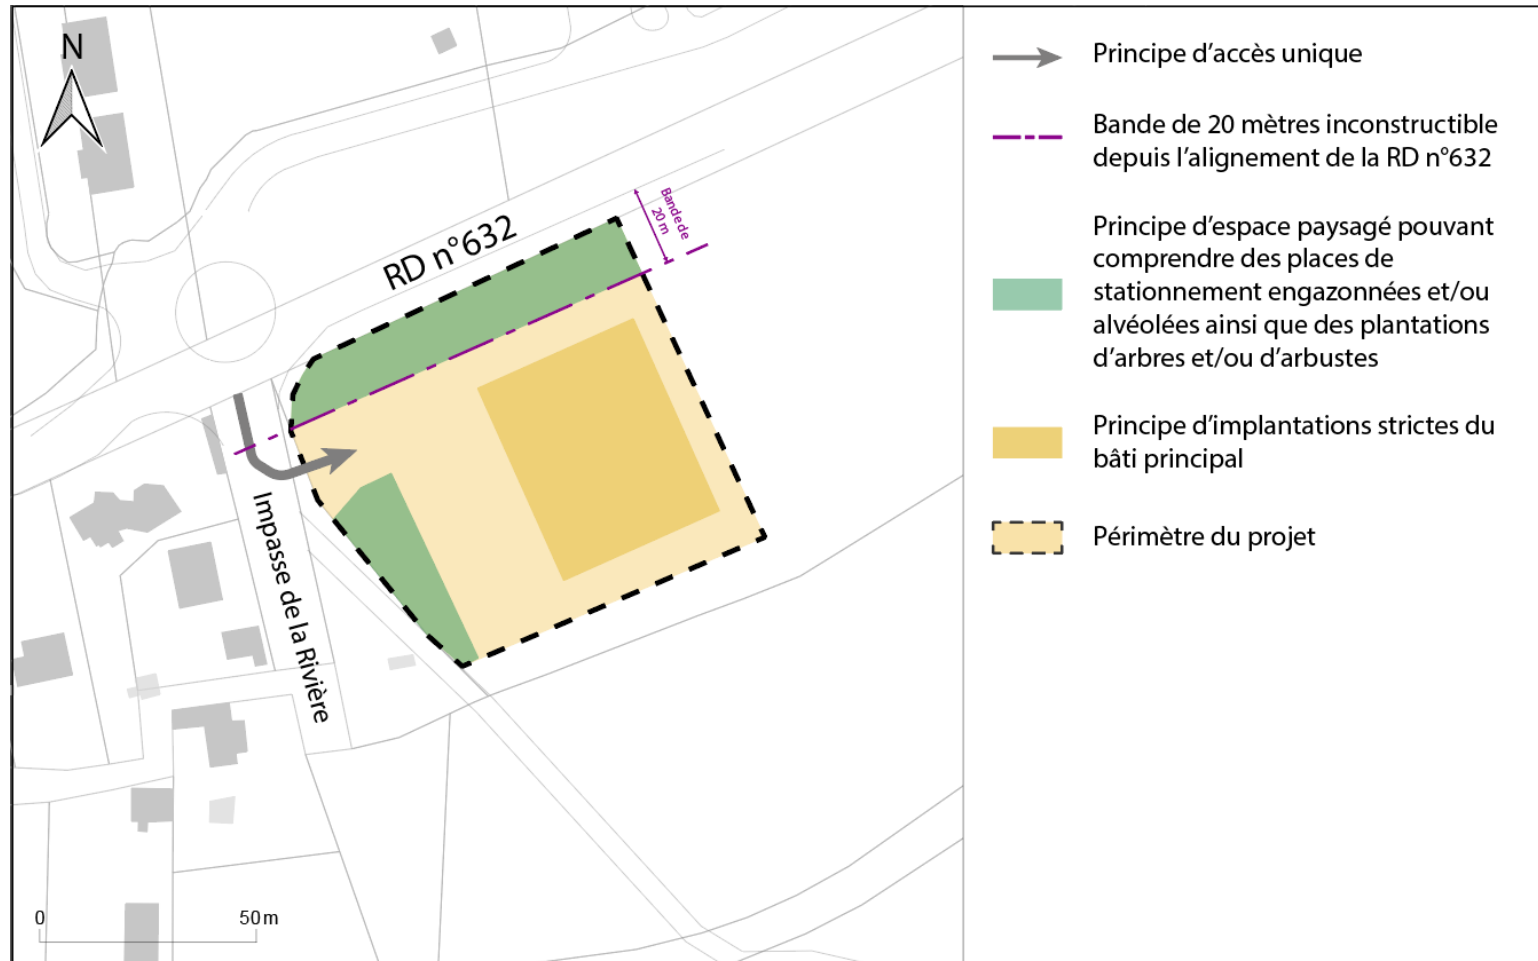 N
RD n°632
Bande de
20 m
Impasse de la Rivière
0
50 m
Principe d'accès unique
Bande de 20 mètres inconstructible
depuis l'alignement de la RD n°632
Principe d'espace paysagé pouvant
comprendre des places de
stationnement engazonnées et/ou
alvéolées ainsi que des plantations
d'arbres et/ou d'arbustes
Principe d'implantations strictes du
bâti principal
Périmètre du projet